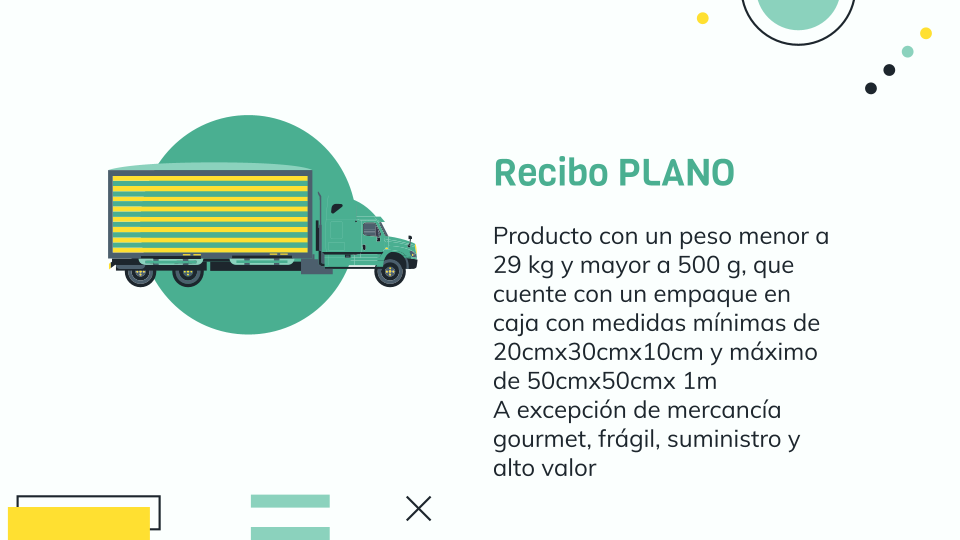 Recibo PLANO
Producto con un peso menor a
29 kg y mayor a 500 g, que
cuente con un empaque en
caja con medidas mínimas de
20cmx30cmx10cm y máximo
de 50cmx50cmx 1m
A excepción de mercancía
gourmet, frágil, suministro y
alto valor